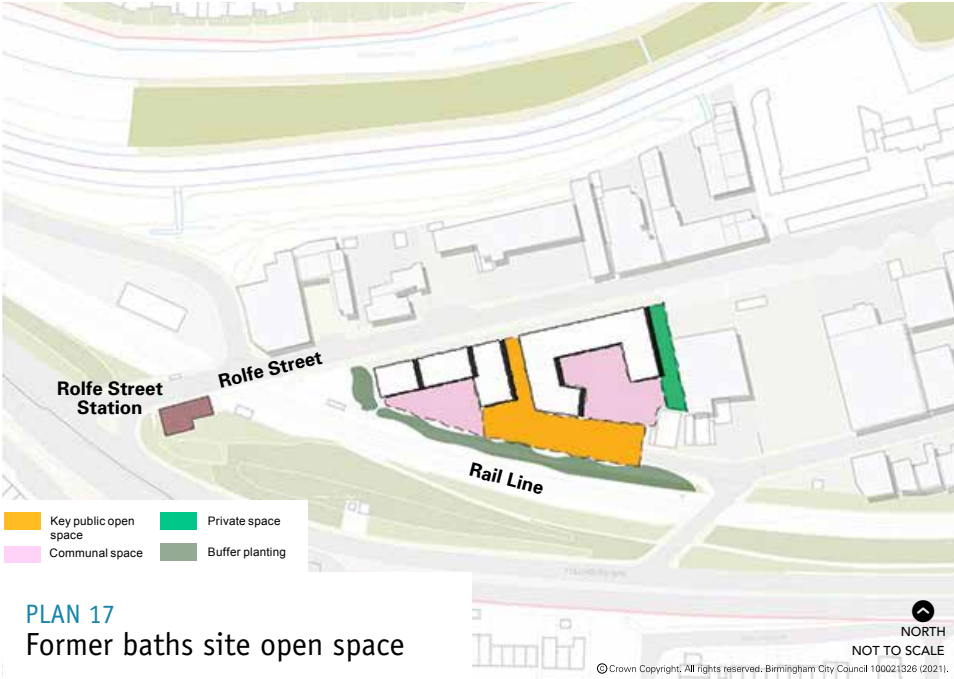 Rolfe Street
Station
Rolfe Street
Rail Line
Key public open
space
Private space
Communal space
Buffer planting
PLAN 17
Former baths site open space
NORTH
NOT TO SCALE
© Crown Copyright. All rights reserved. Birmingham City Council 100021326 (2021).